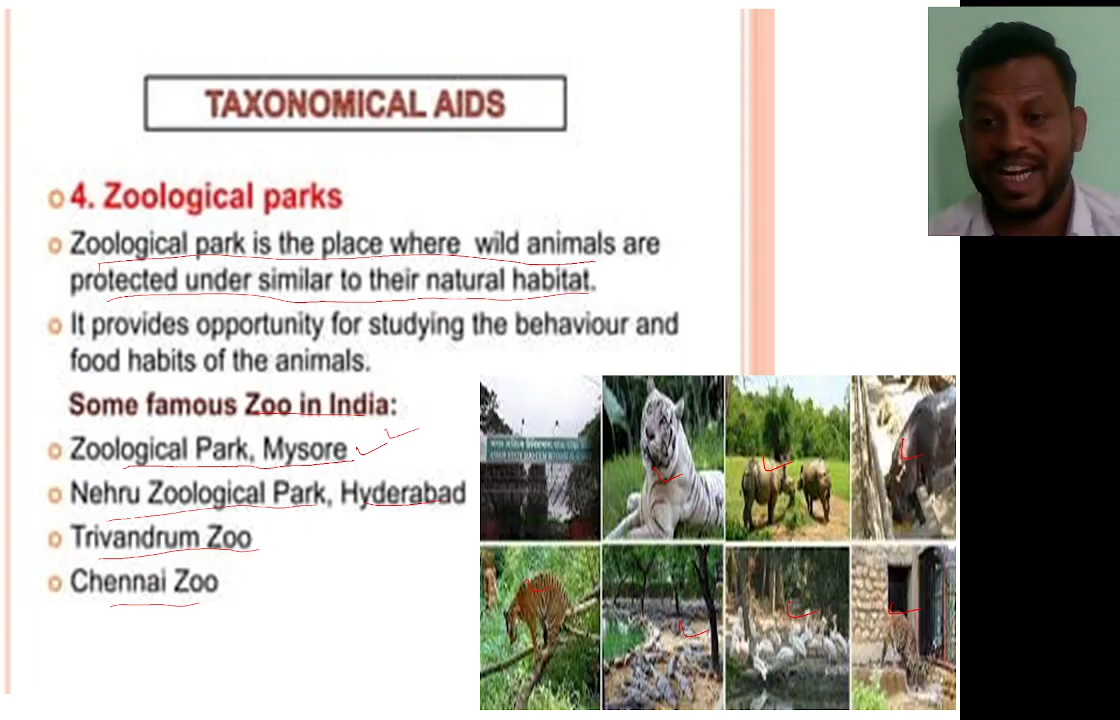 TAXONOMICAL AIDS
4. Zoological parks
Zoological park is the place where wild animals are
protected under similar to their natural habitat.
It provides opportunity for studying the behaviour and
food habits of the animals.
Some famous Zoo in India:
Zoological Park, Mysore
Nehru Zoological Park, Hyderabad
Trivandrum Zoo
Chennai Zoo